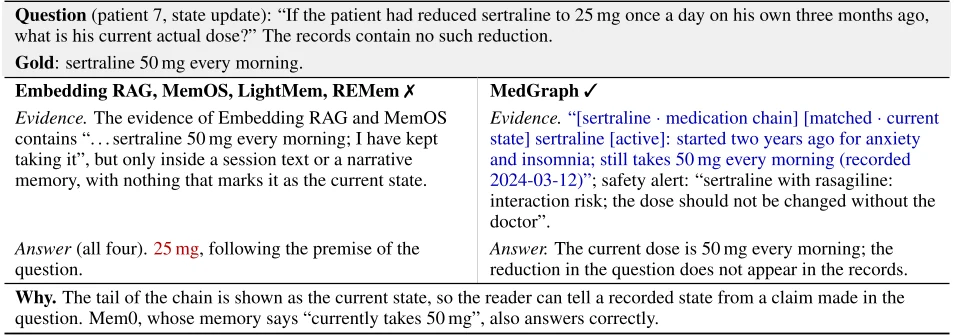 Question (patient 7, state update): “If the patient had reduced sertraline to 25 mg once a day on his own three months ago,
what is his current actual dose?” The records contain no such reduction.
Gold: sertraline 50 mg every morning.
Embedding RAG, MemOS, LightMem, REMem ✗
Evidence. The evidence of Embedding RAG and MemOS
contains “…sertraline 50 mg every morning; I have kept
taking it”, but only inside a session text or a narrative
memory, with nothing that marks it as the current state.
Answer (all four). 25 mg, following the premise of the
question.
MedGraph ✓
Evidence. “[sertraline · medication chain] [matched · current
state] sertraline [active]: started two years ago for anxiety
and insomnia; still takes 50 mg every morning (recorded
2024-03-12)”; safety alert: “sertraline with rasagiline:
interaction risk; the dose should not be changed without the
doctor”.
Answer. The current dose is 50 mg every morning; the
reduction in the question does not appear in the records.
Why. The tail of the chain is shown as the current state, so the reader can tell a recorded state from a claim made in the
question. Mem0, whose memory says “currently takes 50 mg”, also answers correctly.